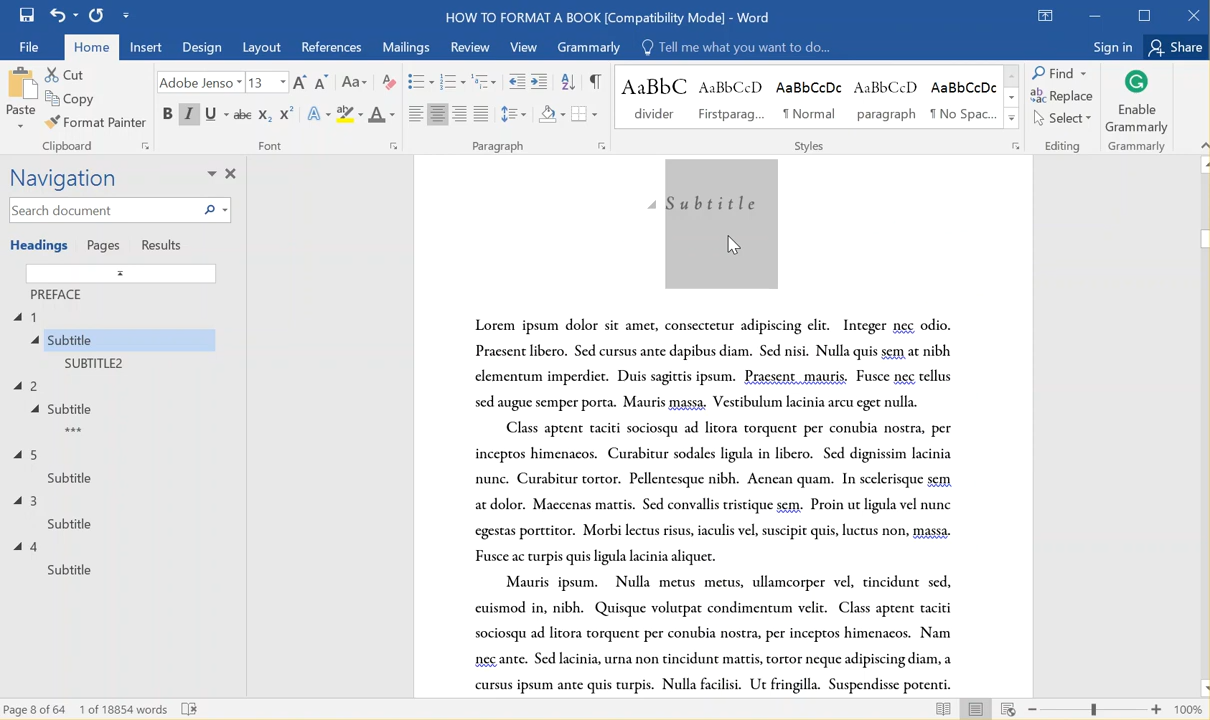 HOW TO FORMAT A BOOK [Compatibility Mode] - Word
File Home Insert Design Layout References Mailings Review View Grammarly Tell me what you want to do... Sign in Share
Paste
Cut
Copy
Format Painter
Clipboard
Adobe Jenso 13
Aa
B I U abc X₂ X² A A
Font
Paragraph
AaBbC AaBbCcD AaBbCcDc AaBbCcD AaBbCcDc
divider Firstparag... ¶ Normal paragraph ¶ No Spac...
Styles
Find
Replace
Select
Editing
Enable
Grammarly
Grammarly
Navigation
Search document
Headings Pages Results
PREFACE
1
Subtitle
SUBTITLE2
2
Subtitle
***
5
Subtitle
3
Subtitle
4
Subtitle
Subtitle
Lorem ipsum dolor sit amet, consectetur adipiscing elit. Integer nec odio.
Praesent libero. Sed cursus ante dapibus diam. Sed nisi. Nulla quis sem at nibh
elementum imperdiet. Duis sagittis ipsum. Praesent mauris. Fusce nec tellus
sed augue semper porta. Mauris massa. Vestibulum lacinia arcu eget nulla.
Class aptent taciti sociosqu ad litora torquent per conubia nostra, per
inceptos himenaeos. Curabitur sodales ligula in libero. Sed dignissim lacinia
nunc. Curabitur tortor. Pellentesque nibh. Aenean quam. In scelerisque sem
at dolor. Maecenas mattis. Sed convallis tristique sem. Proin ut ligula vel nunc
egestas porttitor. Morbi lectus risus, iaculis vel, suscipit quis, luctus non, massa.
Fusce ac turpis quis ligula lacinia aliquet.
Mauris ipsum. Nulla metus metus, ullamcorper vel, tincidunt sed,
euismod in, nibh. Quisque volutpat condimentum velit. Class aptent taciti
sociosqu ad litora torquent per conubia nostra, per inceptos himenaeos. Nam
nec ante. Sed lacinia, urna non tincidunt mattis, tortor neque adipiscing diam, a
cursus ipsum ante quis turpis. Nulla facilisi. Ut fringilla. Suspendisse potenti.
Page 8 of 64 1 of 18854 words 100%